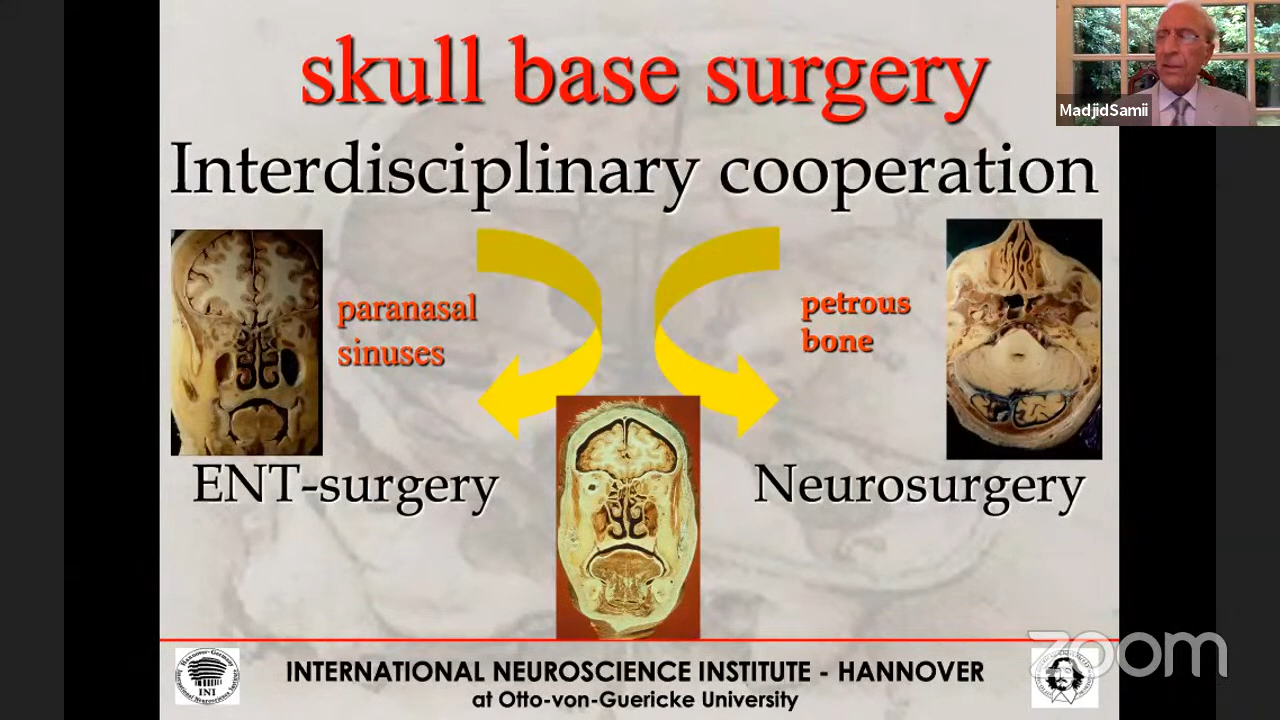 skull base surgery
MadjidSamii
Interdisciplinary cooperation
paranasal
sinuses
petrous
bone
ENT-surgery
Neurosurgery
INTERNATIONAL NEUROSCIENCE INSTITUTE - HANNOVER
at Otto-von-Guericke University
INI
zoom